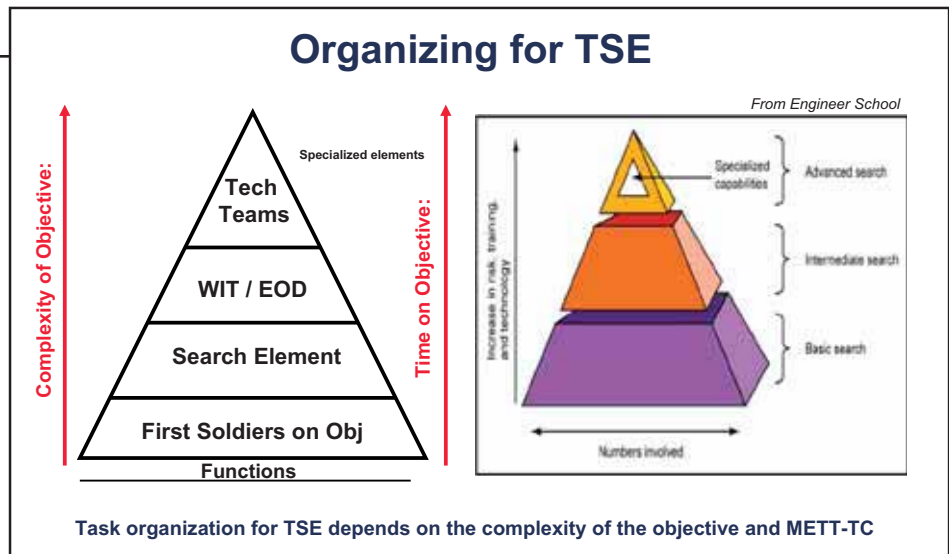 Organizing for TSE
From Engineer School
Complexity of Objective:
Specialized elements
Tech
Teams
WIT / EOD
Search Element
First Soldiers on Obj
Functions
Time on Objective:
Increase in risk, training,
and technology
Specialized
capabilities
Advanced search
Intermediate search
Basic search
Numbers involved
Task organization for TSE depends on the complexity of the objective and METT-TC